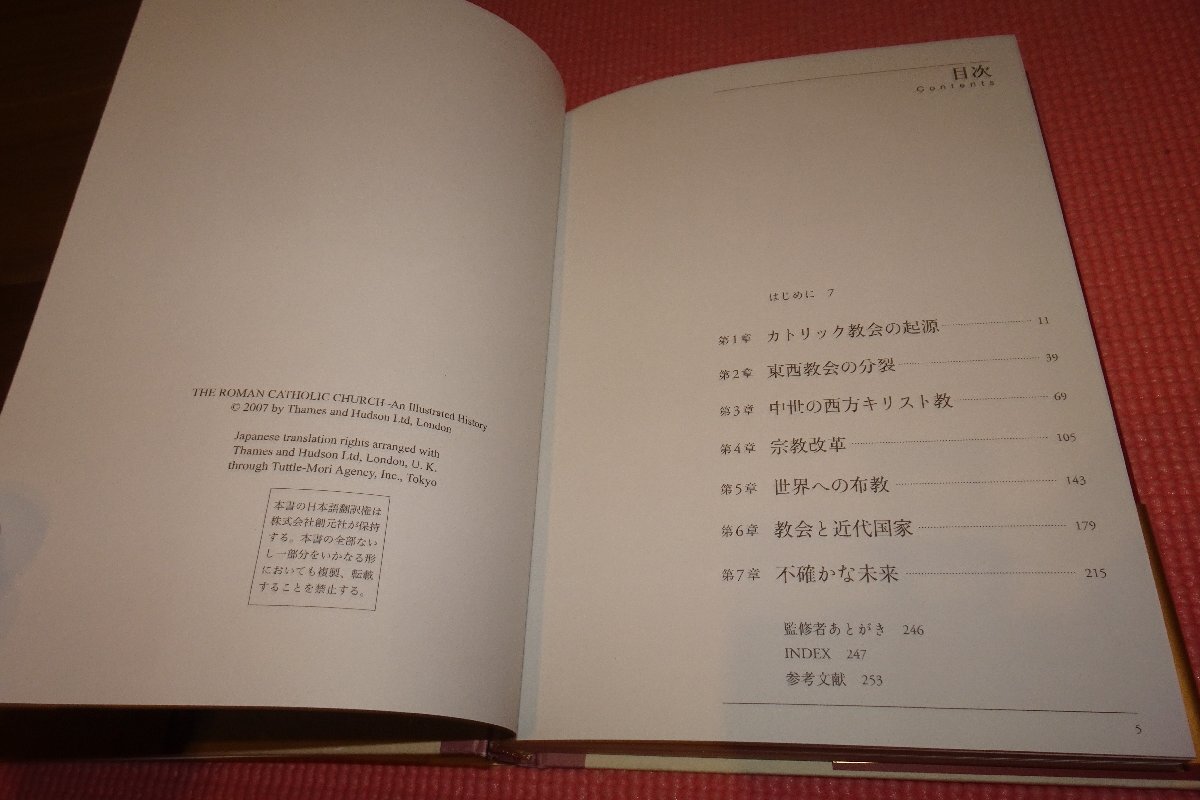 THE ROMAN CATHOLIC CHURCH -An Illustrated History
© 2007 by Thames and Hudson Ltd, London
Japanese translation rights arranged with
Thames and Hudson Ltd, London, U. K.
through Tuttle-Mori Agency, Inc., Tokyo
本書の日本語翻訳権は
株式会社創元社が保持
する。本書の全部ない
し一部分をいかなる形
においても複製、転載
することを禁止する。
目次
Contents
はじめに 7
第1章 カトリック教会の起源 11
第2章 東西教会の分裂 39
第3章 中世の西方キリスト教 69
第4章 宗教改革 105
第5章 世界への布教 143
第6章 教会と近代国家 179
第7章 不確かな未来 215
監修者あとがき 246
INDEX 247
参考文献 253
5